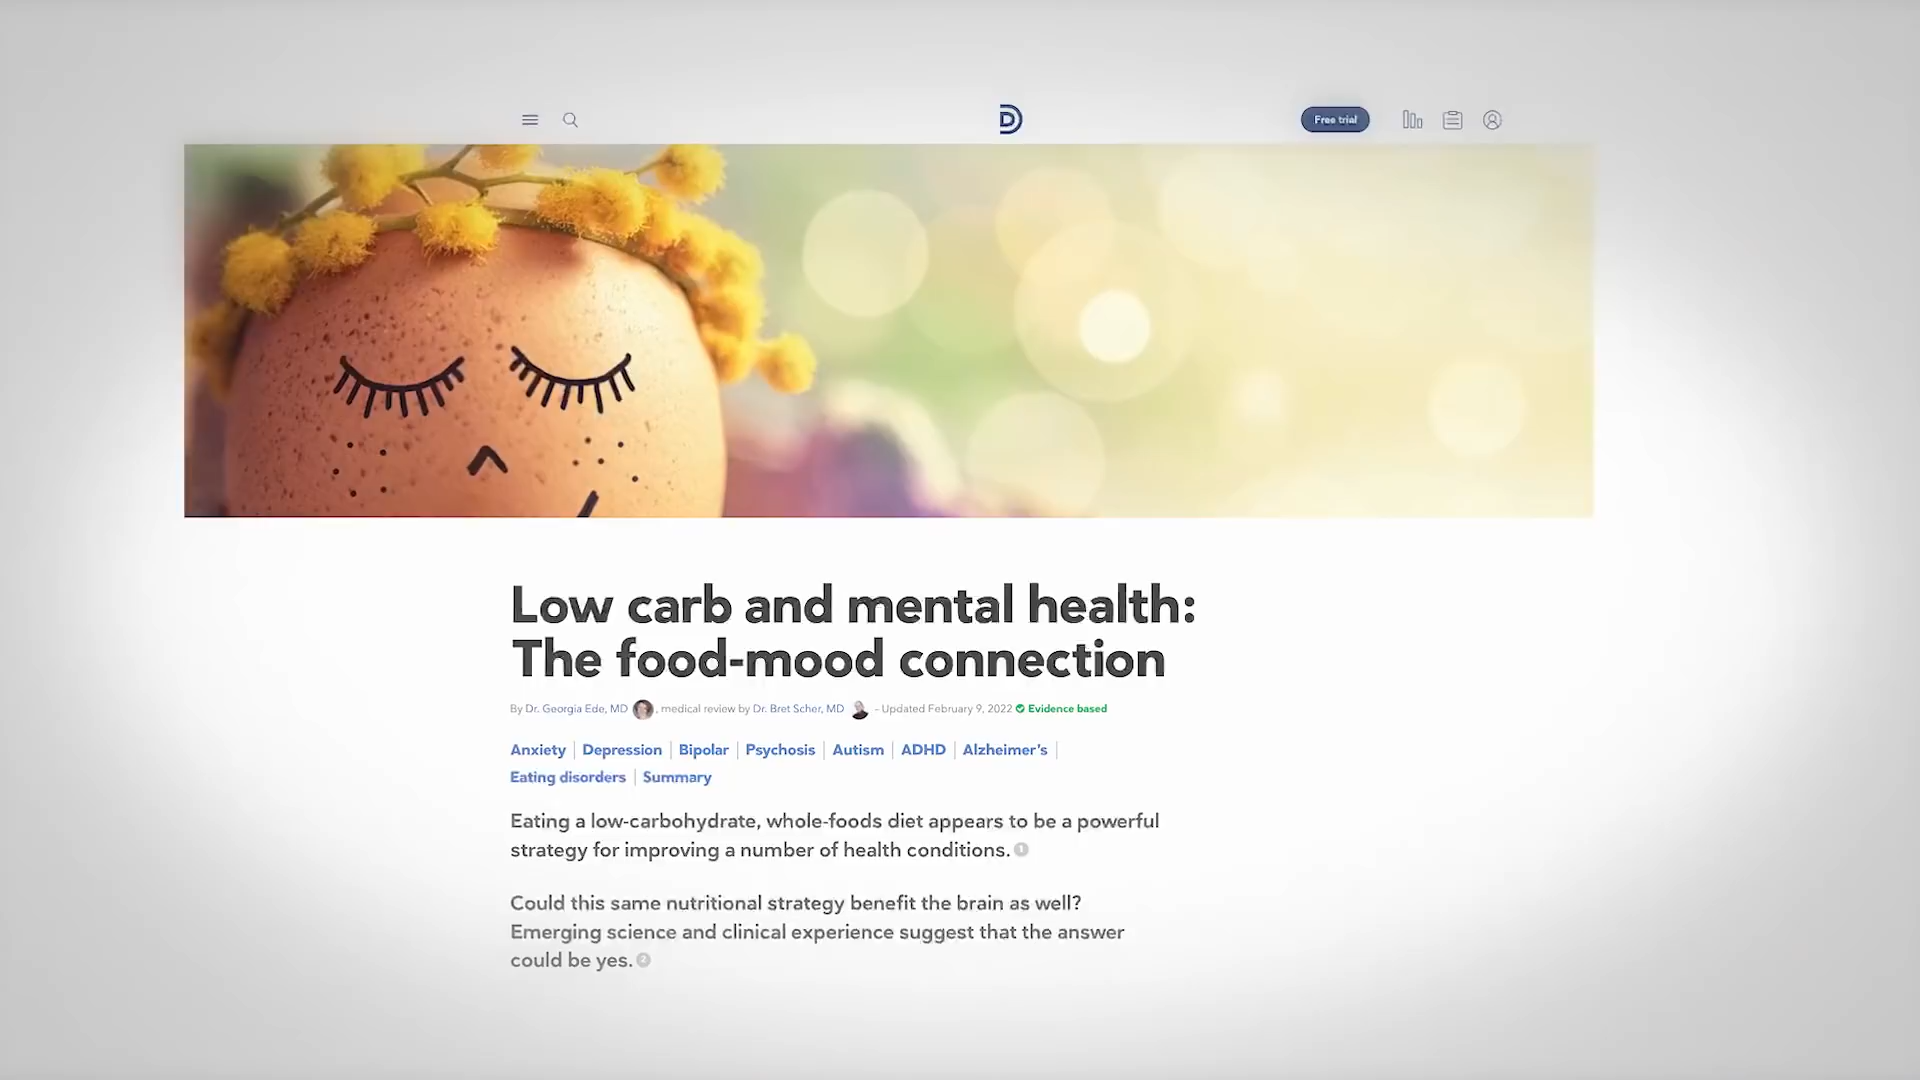 Free trial
Low carb and mental health:
The food-mood connection
By Dr. Georgia Ede, MD , medical review by Dr. Bret Scher, MD – Updated February 9, 2022 Evidence based
Anxiety | Depression | Bipolar | Psychosis | Autism | ADHD | Alzheimer's |
Eating disorders | Summary
Eating a low-carbohydrate, whole-foods diet appears to be a powerful
strategy for improving a number of health conditions. 1
Could this same nutritional strategy benefit the brain as well?
Emerging science and clinical experience suggest that the answer
could be yes. 2